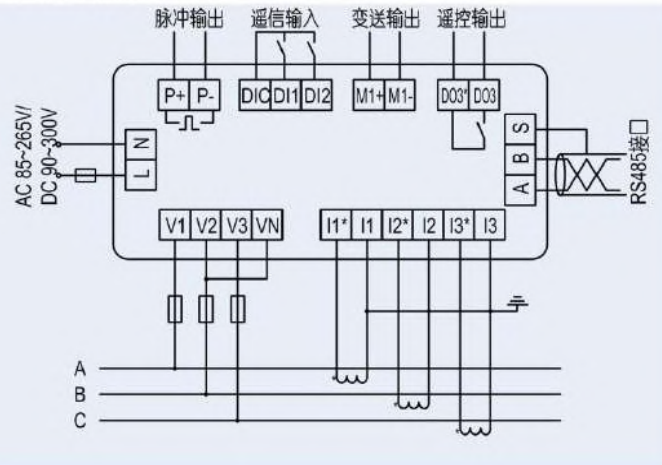 脉冲输出 遥信输入 变送输出 遥控输出
P+ P- DIC DI1 DI2 M1+ M1- DO3* DO3
AC 85~265V/
DC 90~300V
N
L
S
B
A
RS485接口
V1 V2 V3 VN I1* I1 I2* I2 I3* I3
A
B
C